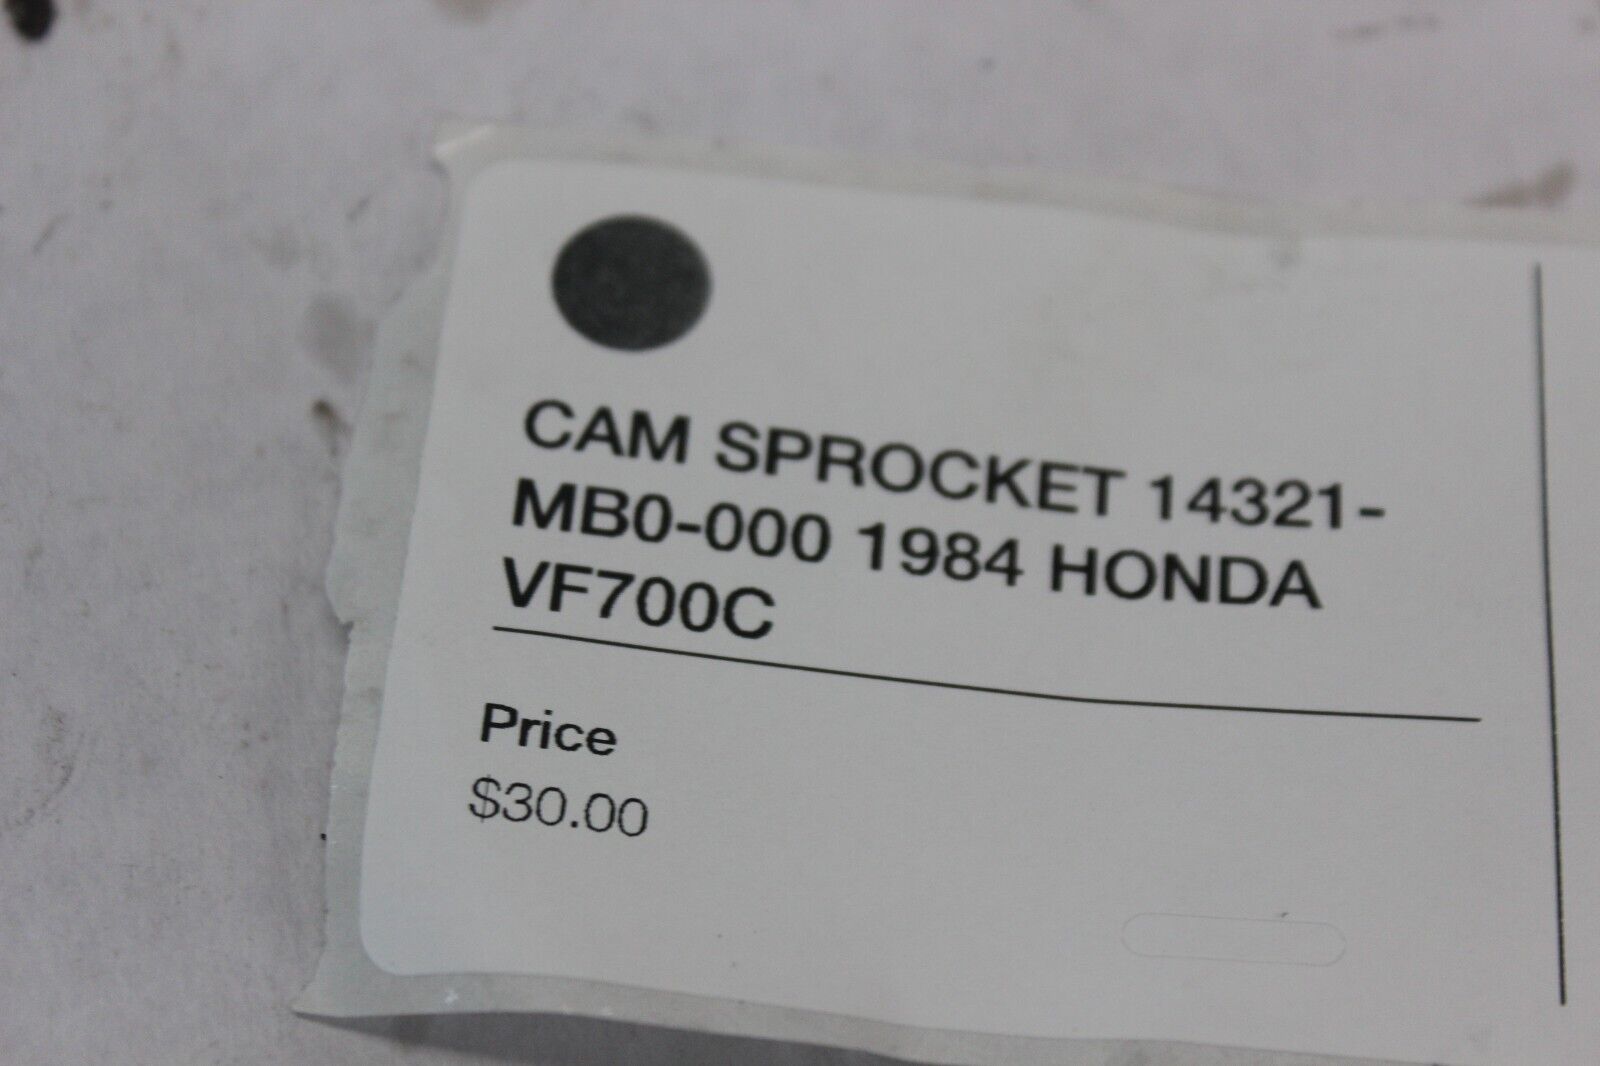 CAM SPROCKET 14321-
MB0-000 1984 HONDA
VF700C
Price
$30.00